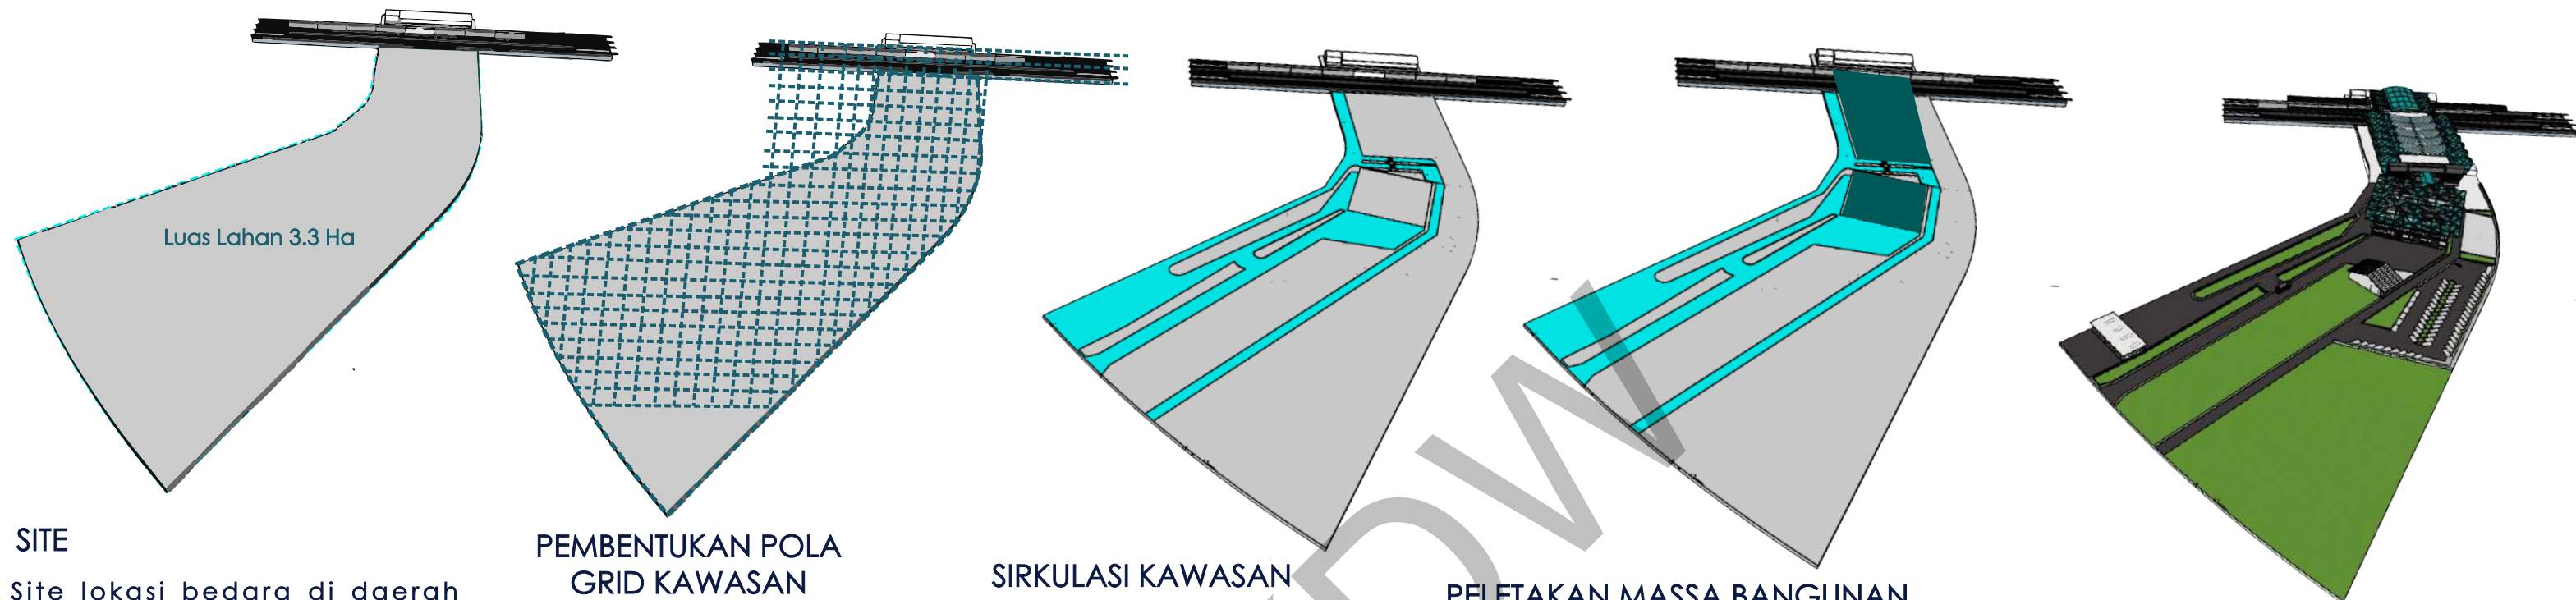 Luas Lahan 3.3 Ha
SITE
Site lokasi bedara di daerah
PEMBENTUKAN POLA
GRID KAWASAN
SIRKULASI KAWASAN
PELETAKAN MASSA BANGUNAN
DW